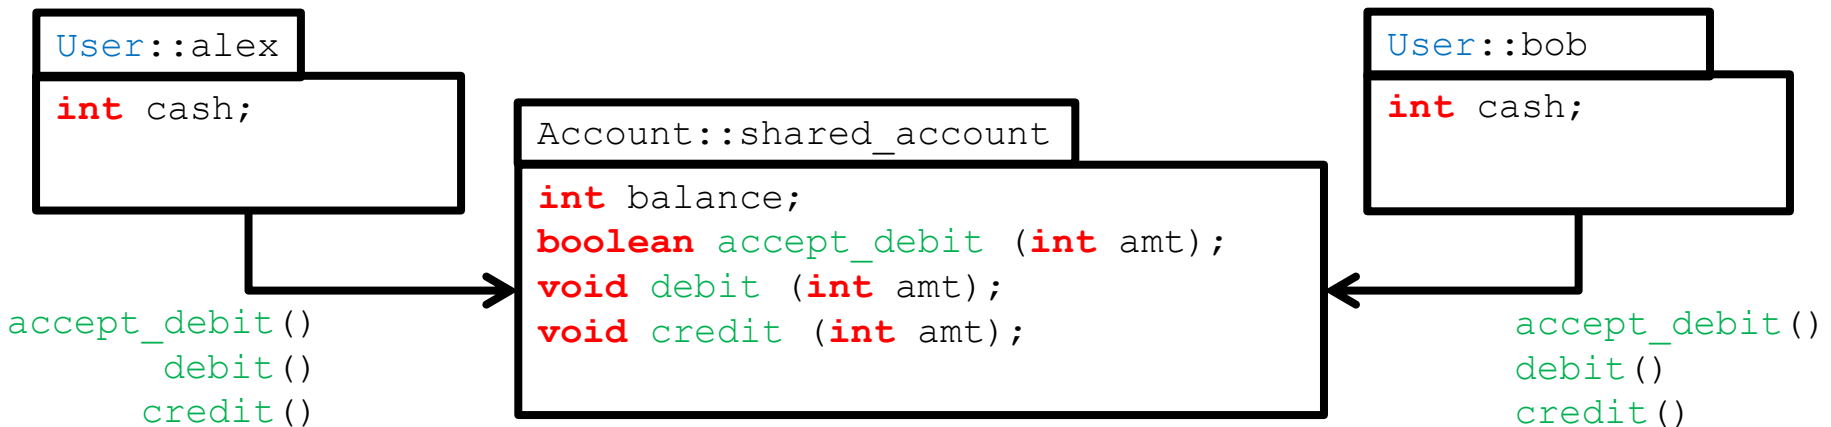 User::alex
int cash;
Account::shared_account
int balance;
boolean accept_debit (int amt);
void debit (int amt);
void credit (int amt);
User::bob
int cash;
accept_debit()
debit()
credit()
accept_debit()
debit()
credit()